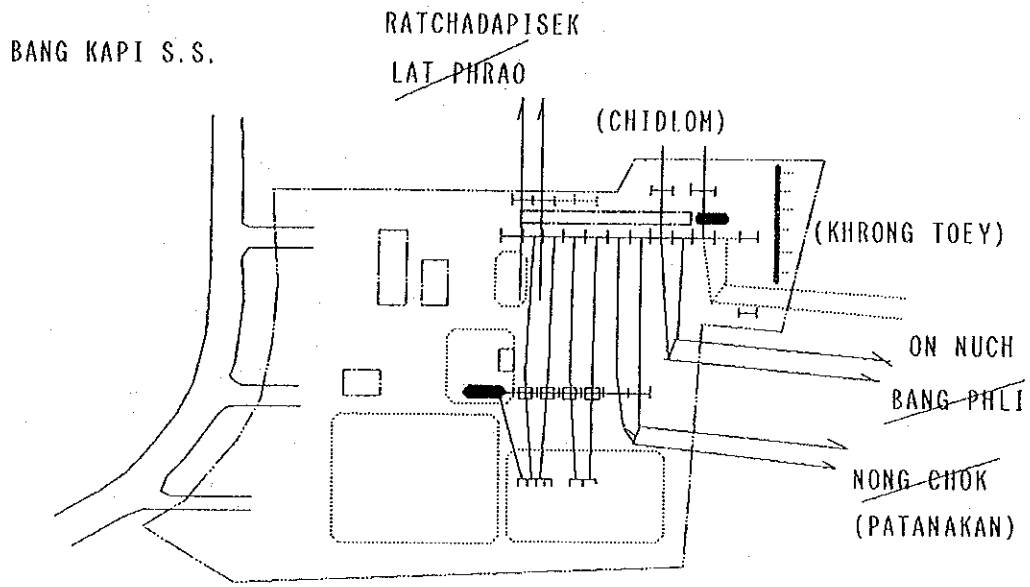 RATCHADAPISEK
BANG KAPI S.S.
LAT PHRAO
(CHIDLOM)
(KHRONG TOEY)
ON NUCH
BANG PHLI
NONG CHOK
(PATANAKAN)